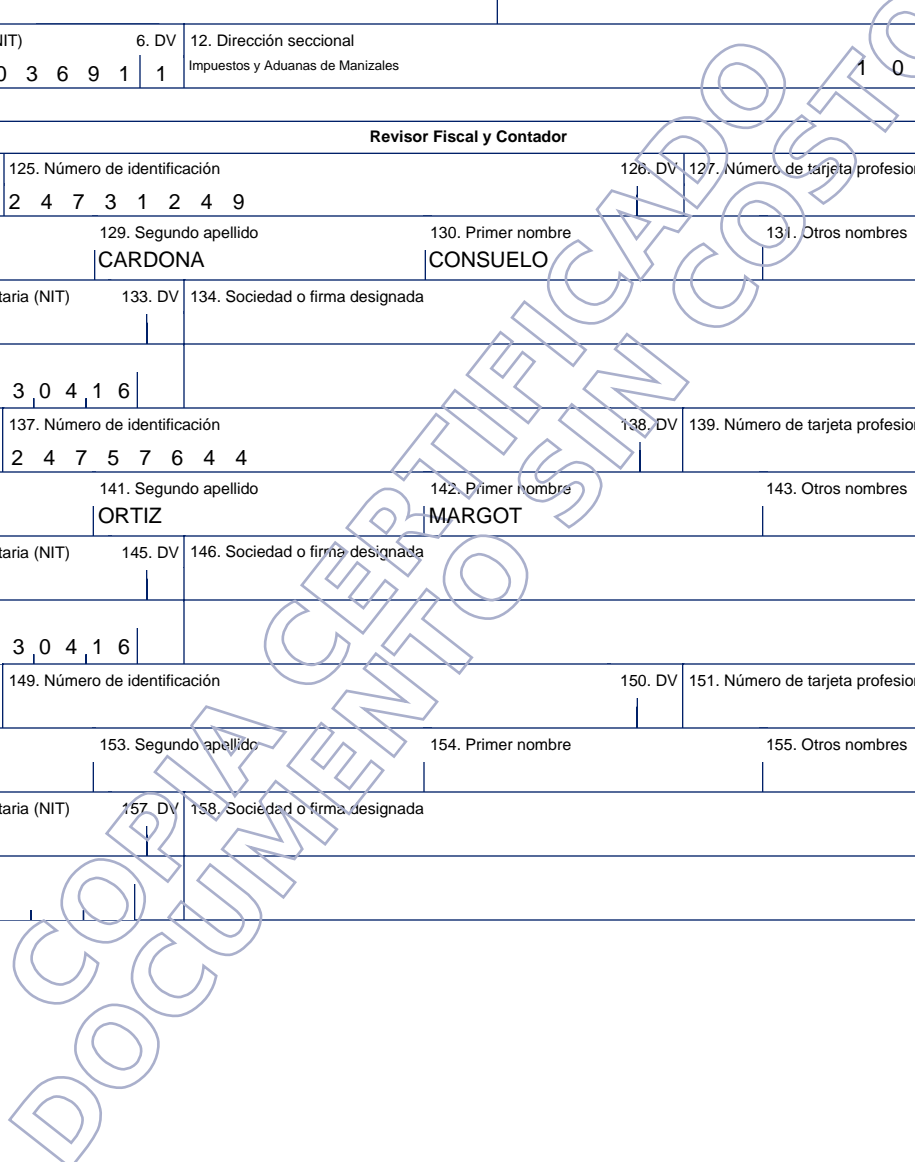 NIT) 6. DV 12. Dirección seccional
0 3 6 9 1 1 Impuestos y Aduanas de Manizales 1 0
Revisor Fiscal y Contador
125. Número de identificación 126. DV 127. Número de tarjeta profesion
2 4 7 3 1 2 4 9
129. Segundo apellido 130. Primer nombre 131. Otros nombres
CARDONA CONSUELO
taria (NIT) 133. DV 134. Sociedad o firma designada
3 0 4 1 6
137. Número de identificación 138. DV 139. Número de tarjeta profesion
2 4 7 5 7 6 4 4
141. Segundo apellido 142. Primer nombre 143. Otros nombres
ORTIZ MARGOT
taria (NIT) 145. DV 146. Sociedad o firma designada
3 0 4 1 6
149. Número de identificación 150. DV 151. Número de tarjeta profesion
153. Segundo apellido 154. Primer nombre 155. Otros nombres
taria (NIT) 157. DV 158. Sociedad o firma designada
COPIA CERTIFICADO
DOCUMENTO SIN COSTO